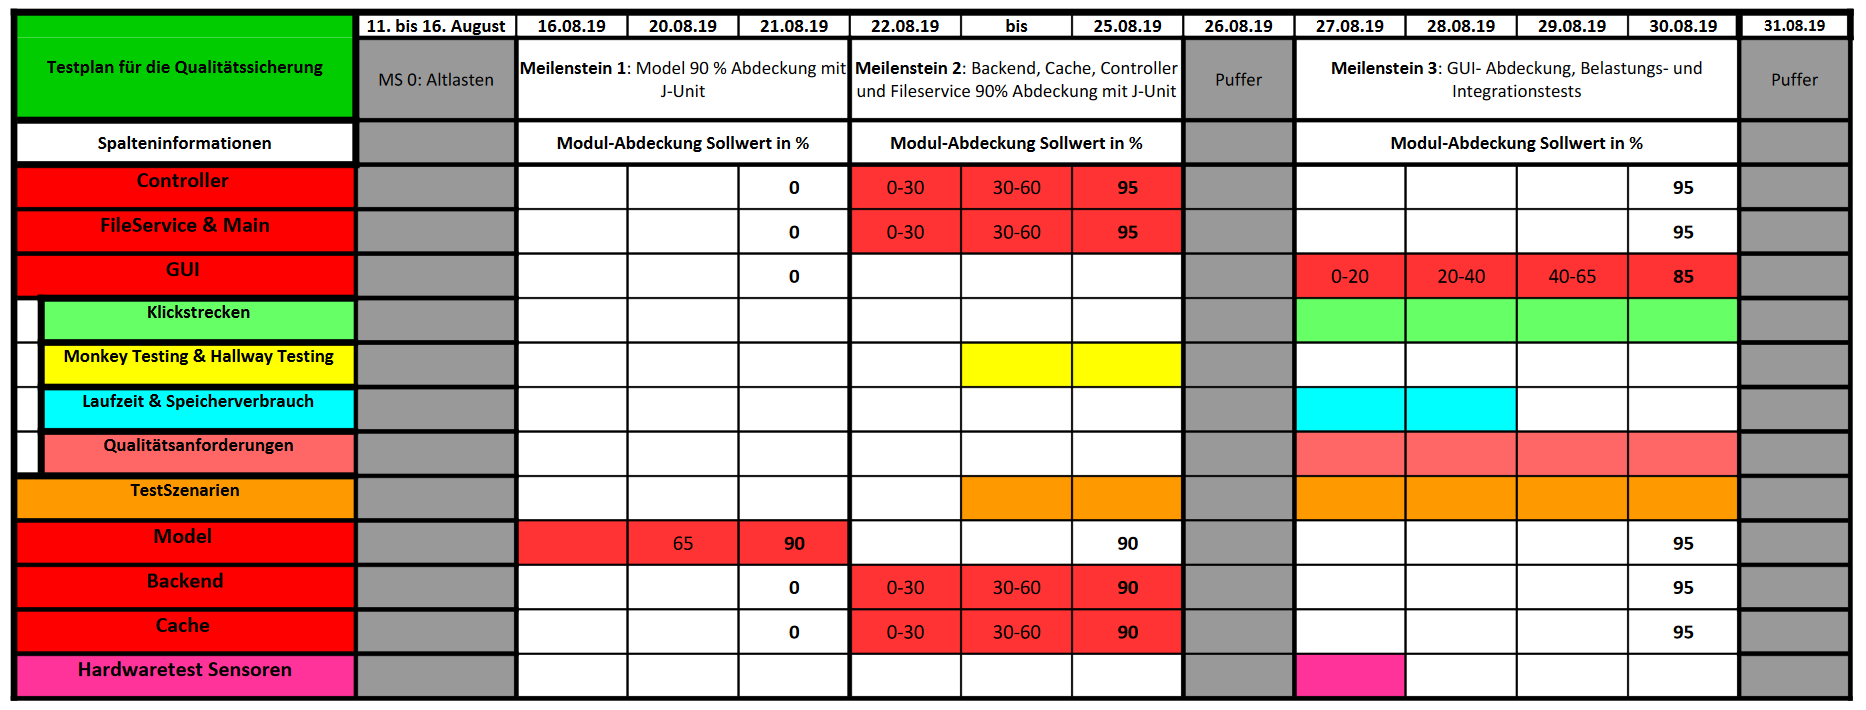 11. bis 16. August 16.08.19 20.08.19 21.08.19 22.08.19 bis 25.08.19 26.08.19 27.08.19 28.08.19 29.08.19 30.08.19 31.08.19
Testplan für die Qualitätssicherung
MS 0: Altlasten
Meilenstein 1: Model 90 % Abdeckung mit
J-Unit
Meilenstein 2: Backend, Cache, Controller
und Fileservice 90% Abdeckung mit J-Unit
Puffer
Meilenstein 3: GUI- Abdeckung, Belastungs- und
Integrationstests
Puffer
Spalteninformationen Modul-Abdeckung Sollwert in % Modul-Abdeckung Sollwert in % Modul-Abdeckung Sollwert in %
Controller 0 0-30 30-60 95 95
FileService & Main 0 0-30 30-60 95 95
GUI 0 0-20 20-40 40-65 85
Klickstrecken
Monkey Testing & Hallway Testing
Laufzeit & Speicherverbrauch
Qualitätsanforderungen
TestSzenarien
Model 65 90 90 95
Backend 0 0-30 30-60 90 95
Cache 0 0-30 30-60 90 95
Hardwaretest Sensoren